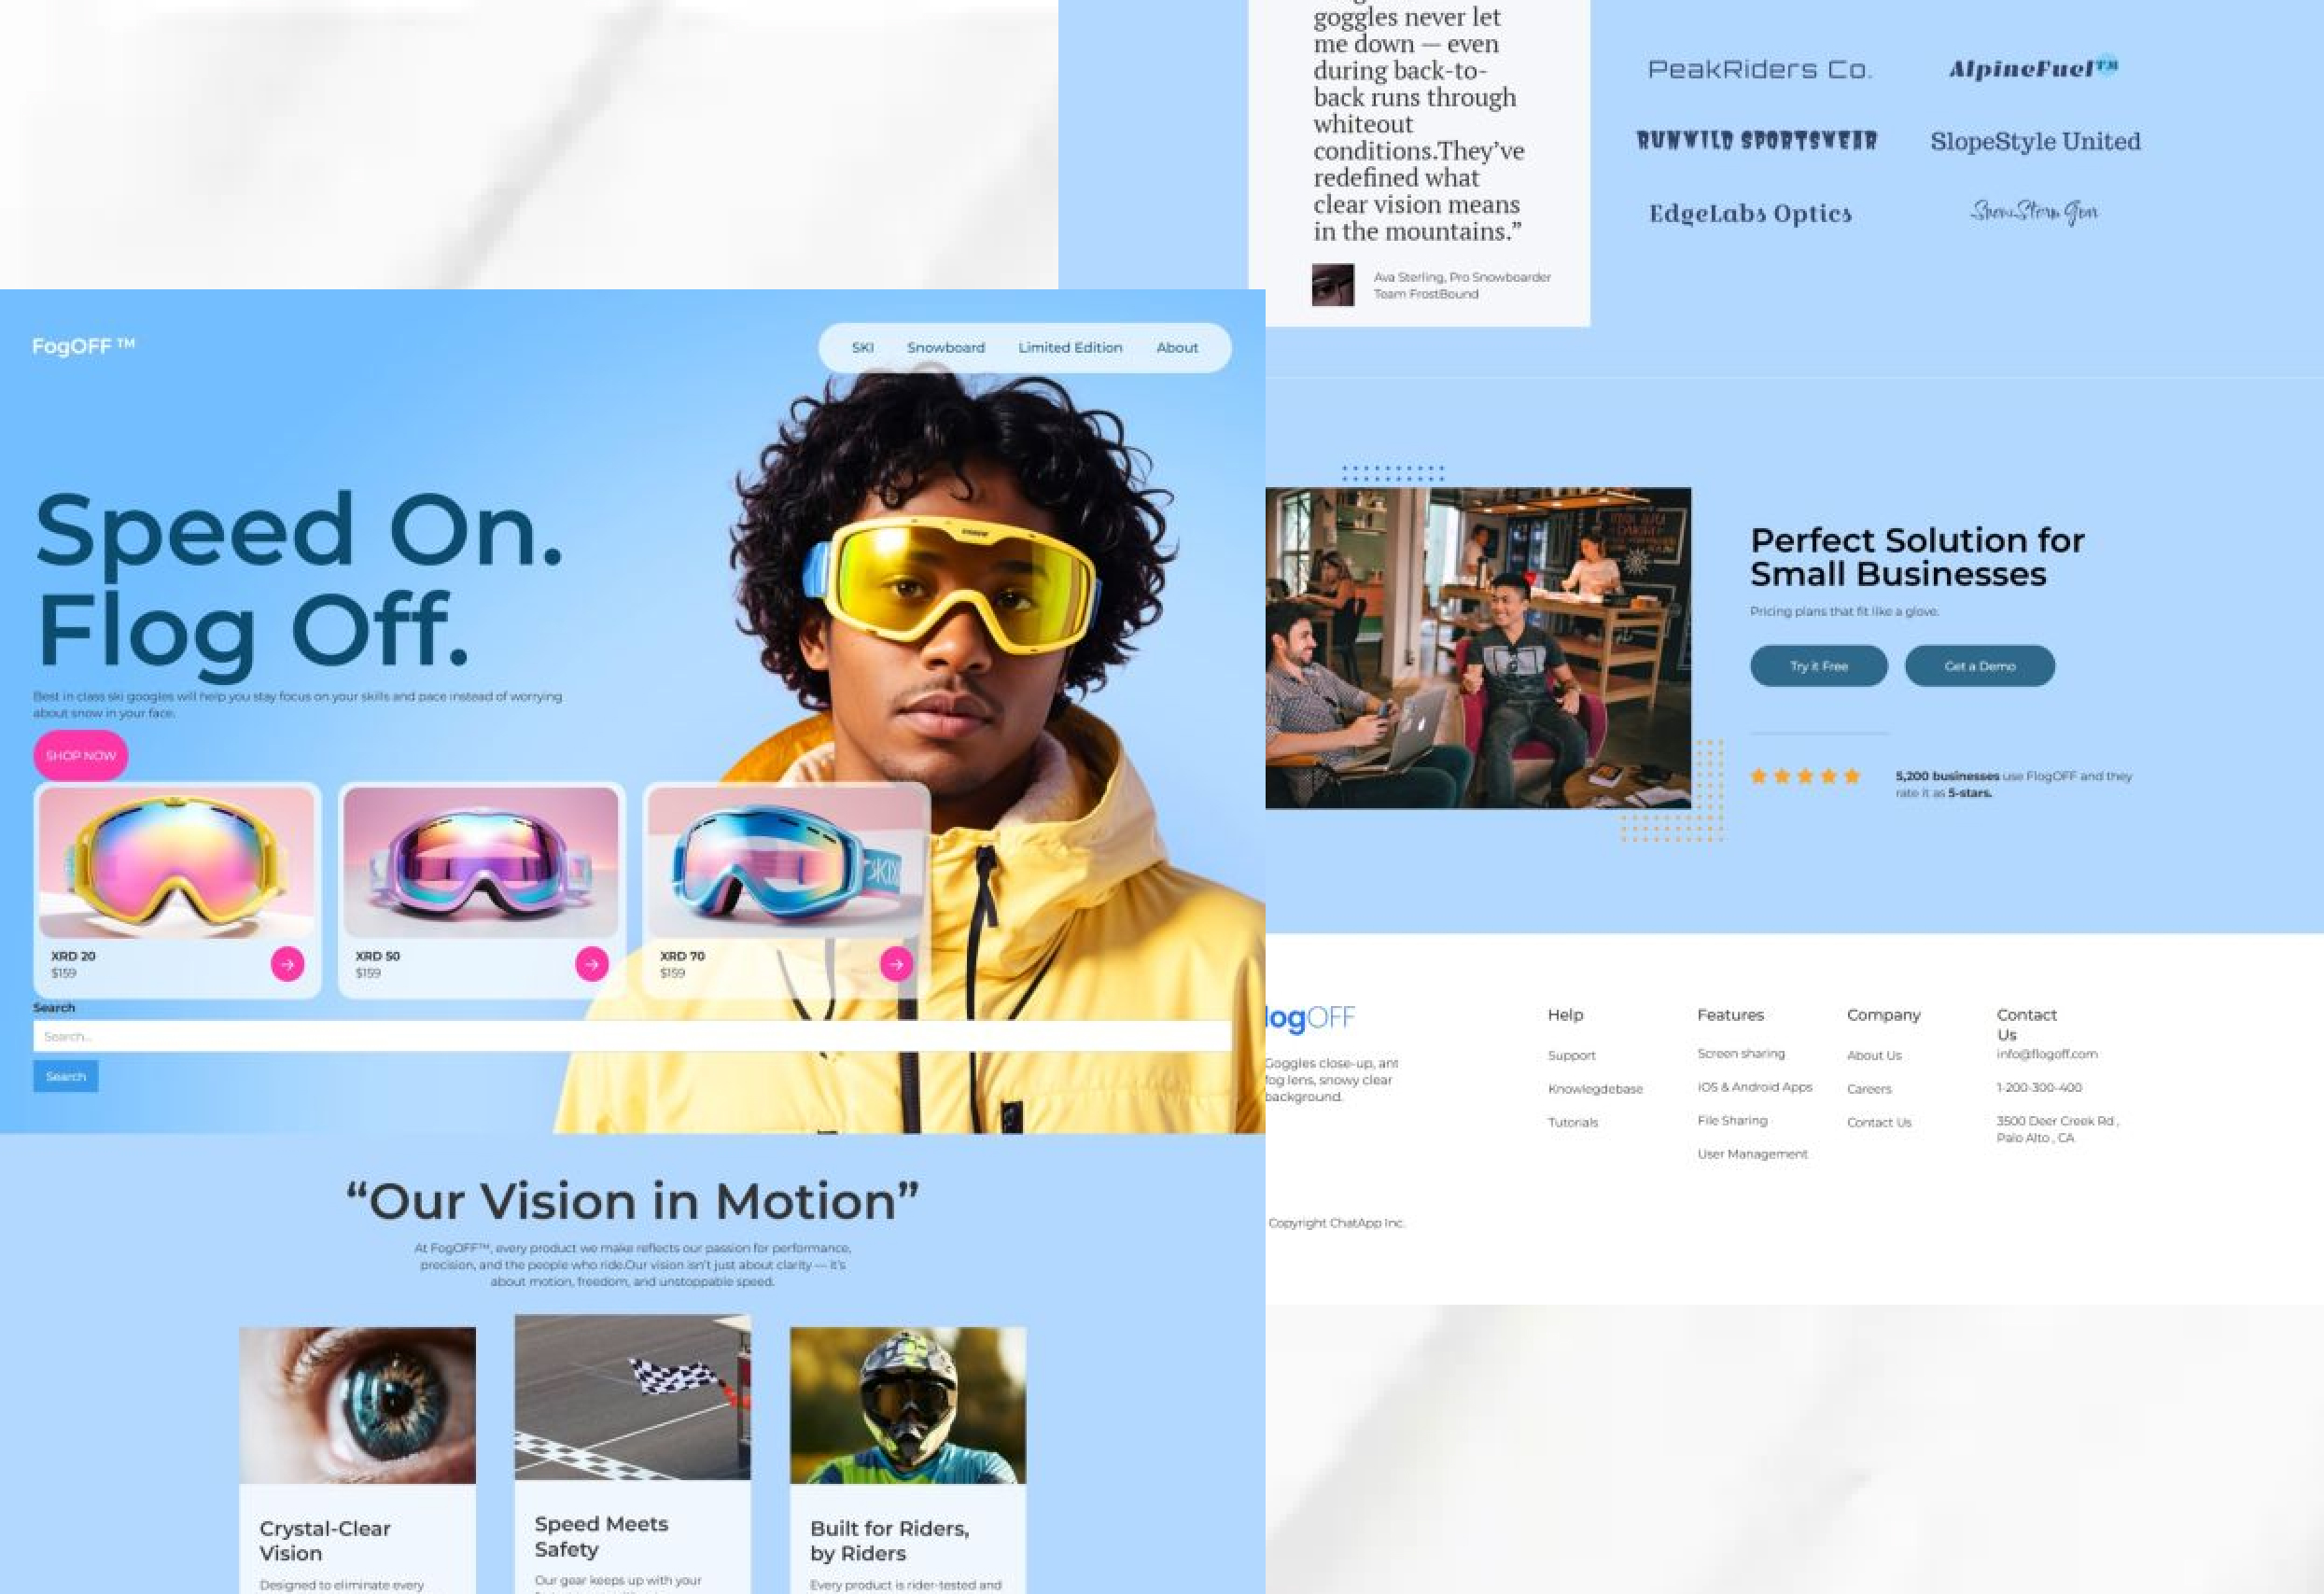 goggles never let
me down — even
during back-to-
back runs through
whiteout
conditions.They’ve
redefined what
clear vision means
in the mountains.”
Ava Sterling, Pro Snowboarder
Team FrostBound
PeakRiders Co.
AlpineFuel™
RUNWILD SPORTSWEAR
SlopeStyle United
EdgeLabs Optics
SnowStorm Gear
FogOFF ™
SKI
Snowboard
Limited Edition
About
Speed On.
Flog Off.
Best in class ski googles will help you stay focus on your skills and pace instead of worrying
about snow in your face.
SHOP NOW
XRD 20
$159
XRD 50
$159
SKI
XRD 70
$159
Search
Search...
Search
“Our Vision in Motion”
At FogOFF™, every product we make reflects our passion for performance,
precision, and the people who ride.Our vision isn’t just about clarity — it’s
about motion, freedom, and unstoppable speed.
Crystal-Clear
Vision
Designed to eliminate every
Speed Meets
Safety
Our gear keeps up with your
Built for Riders,
by Riders
Every product is rider-tested and
Perfect Solution for
Small Businesses
Pricing plans that fit like a glove.
Try it Free
Get a Demo
5,200 businesses use FlogOFF and they
rate it as 5-stars.
logOFF
Goggles close-up, ant
fog lens, snowy clear
background.
Help
Support
Knowlegdebase
Tutorials
Features
Screen sharing
iOS & Android Apps
File Sharing
User Management
Company
About Us
Careers
Contact Us
Contact
Us
info@flogoff.com
1-200-300-400
3500 Deer Creek Rd ,
Palo Alto , CA
Copyright ChatApp Inc.